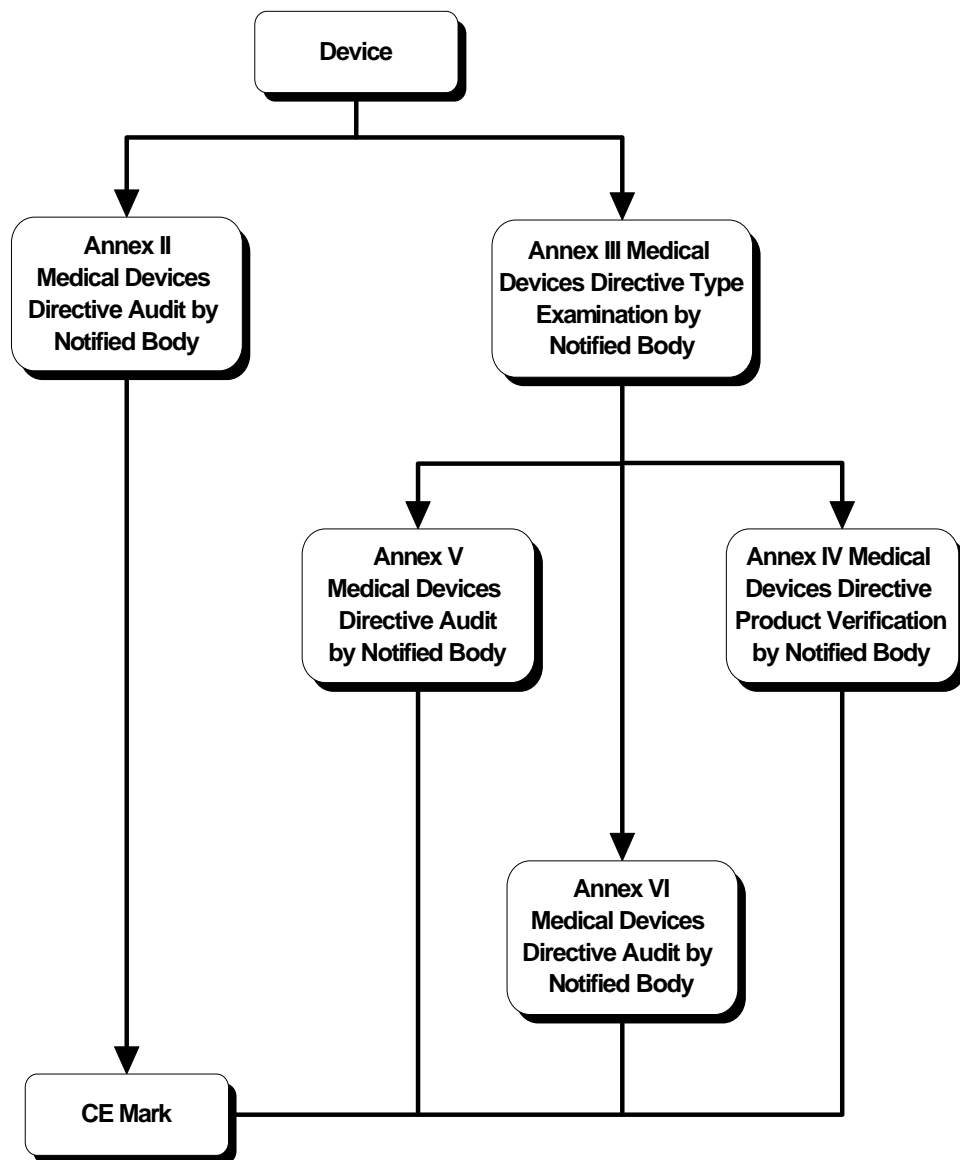 Device
Annex II
Medical Devices
Directive Audit by
Notified Body
Annex III Medical
Devices Directive Type
Examination by
Notified Body
Annex V
Medical Devices
Directive Audit
by Notified Body
Annex IV Medical
Devices Directive
Product Verification
by Notified Body
Annex VI
Medical Devices
Directive Audit by
Notified Body
CE Mark